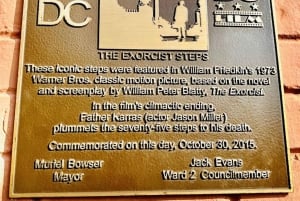 DC
FILM
THE EXORCIST STEPS
These iconic steps were featured in William Friedkin's 1973
Warner Bros. classic motion picture, based on the novel
and screenplay by William Peter Blatty, The Exorcist.
In the film's climactic ending,
Father Karras (actor Jason Miller)
plummets the seventy-five steps to his death.
Commemorated on this day, October 30, 2015.
Muriel Bowser Jack Evans
Mayor Ward 2 Councilmember